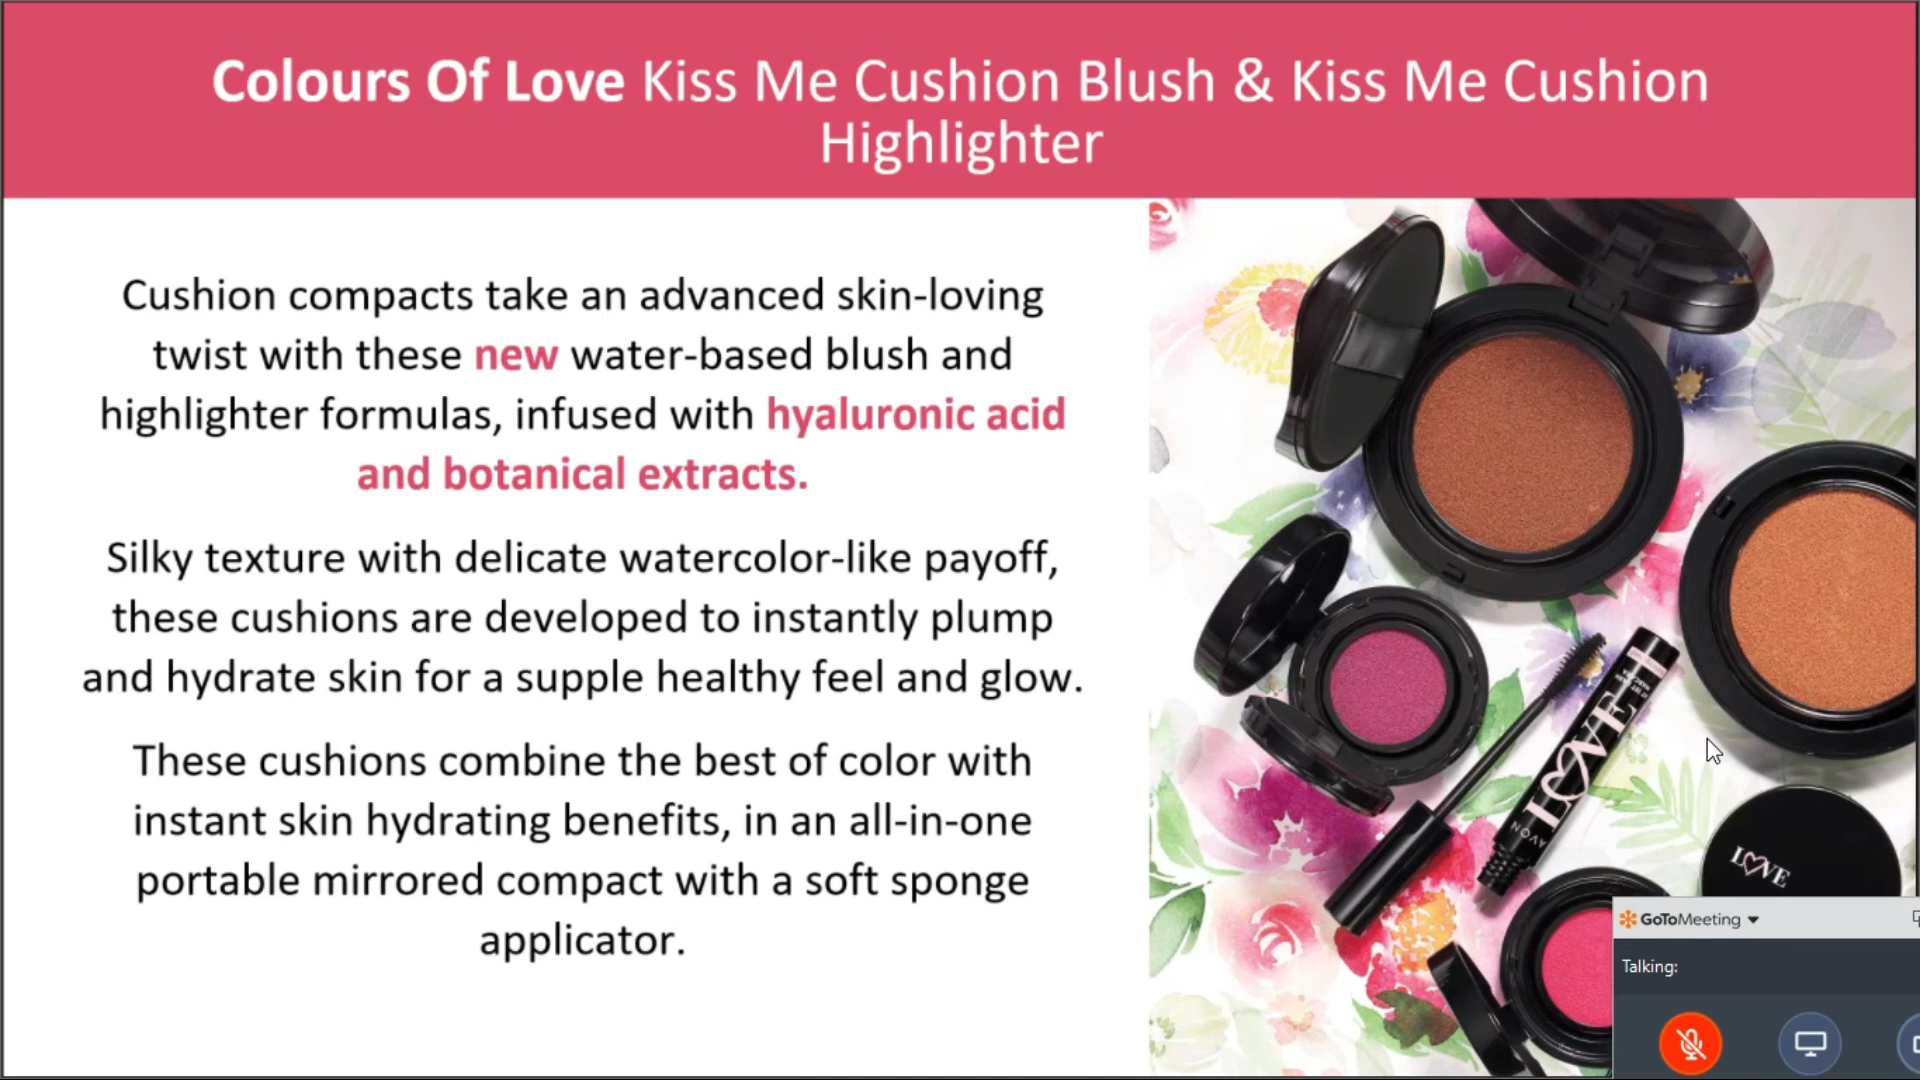 Colours Of Love Kiss Me Cushion Blush & Kiss Me Cushion
Highlighter
Cushion compacts take an advanced skin-loving
twist with these new water-based blush and
highlighter formulas, infused with hyaluronic acid
and botanical extracts.
Silky texture with delicate watercolor-like payoff,
these cushions are developed to instantly plump
and hydrate skin for a supple healthy feel and glow.
These cushions combine the best of color with
instant skin hydrating benefits, in an all-in-one
portable mirrored compact with a soft sponge
applicator.
LOVE
AVON
LOVE
GoToMeeting
Talking: